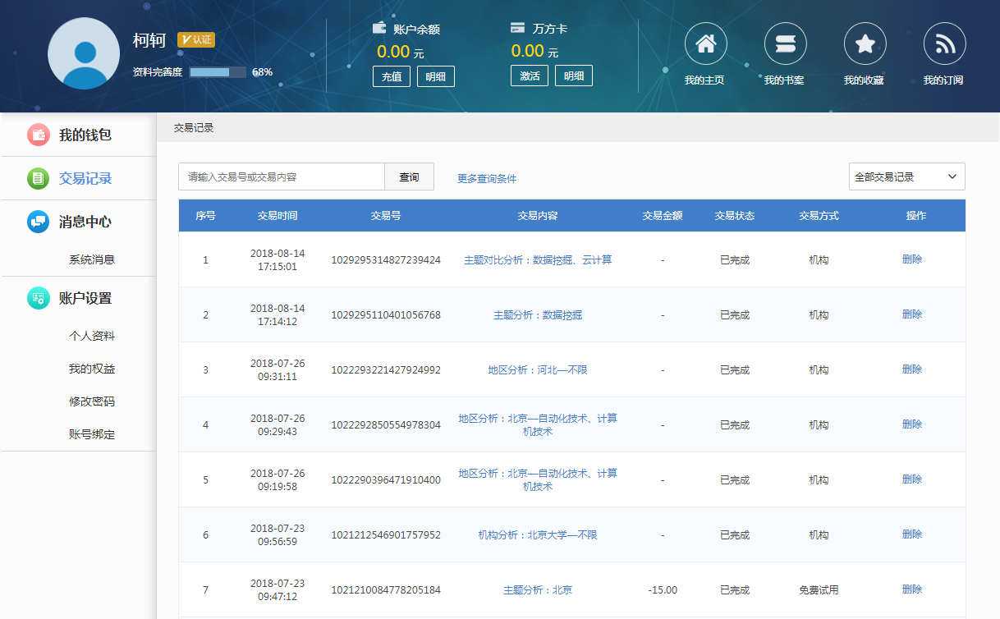 柯轲 认证
资料完善度 68%
账户余额
0.00 元
充值 明细
万方卡
0.00 元
激活 明细
我的主页 我的书案 我的收藏 我的订阅
我的钱包
交易记录
消息中心
系统消息
账户设置
个人资料
我的权益
修改密码
账号绑定
交易记录
请输入交易号或交易内容 查询 更多查询条件 全部交易记录
序号 交易时间 交易号 交易内容 交易金额 交易状态 交易方式 操作
1 2018-08-14 17:15:01 1029295314827239424 主题对比分析：数据挖掘、云计算 - 已完成 机构 删除
2 2018-08-14 17:14:12 1029295110401056768 主题分析：数据挖掘 - 已完成 机构 删除
3 2018-07-26 09:31:11 1022293221427924992 地区分析：河北—不限 - 已完成 机构 删除
4 2018-07-26 09:29:43 1022292850554978304 地区分析：北京—自动化技术、计算机技术 - 已完成 机构 删除
5 2018-07-26 09:19:58 1022290396471910400 地区分析：北京—自动化技术、计算机技术 - 已完成 机构 删除
6 2018-07-23 09:56:59 1021212546901757952 机构分析：北京大学—不限 - 已完成 机构 删除
7 2018-07-23 09:47:12 1021210084778205184 主题分析：北京 -15.00 已完成 免费试用 删除